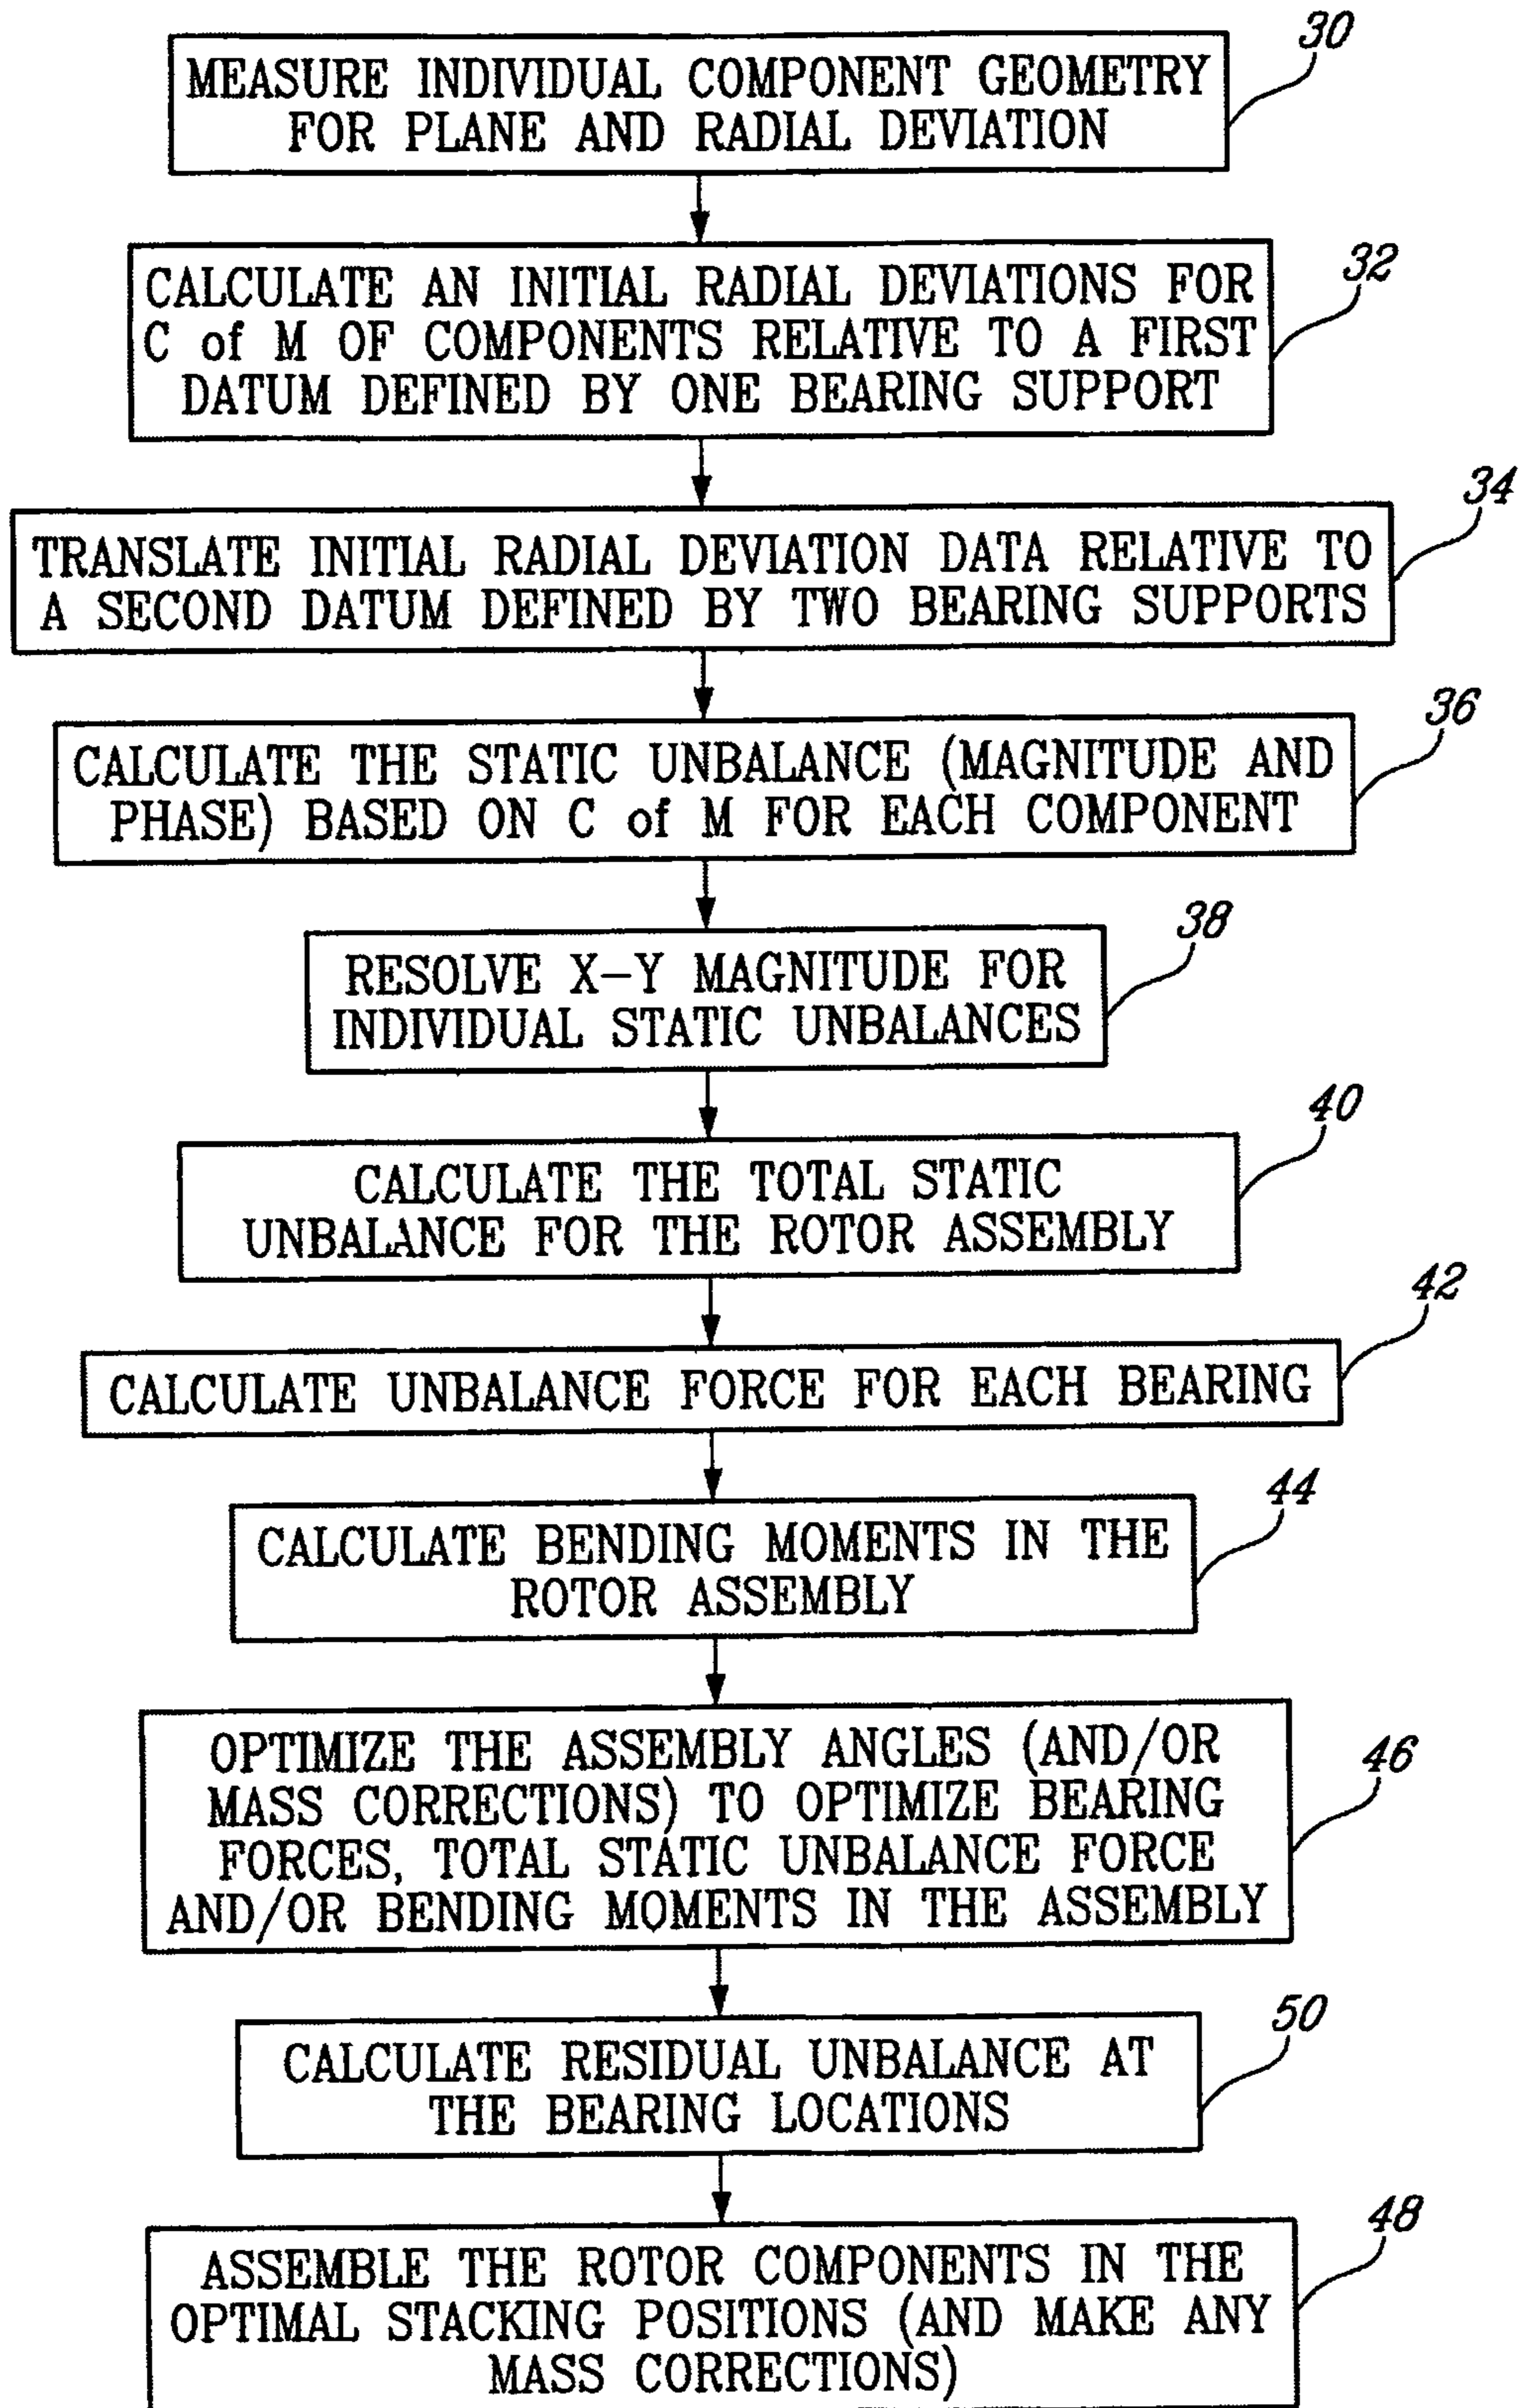 30
MEASURE INDIVIDUAL COMPONENT GEOMETRY
FOR PLANE AND RADIAL DEVIATION
32
CALCULATE AN INITIAL RADIAL DEVIATIONS FOR
C of M OF COMPONENTS RELATIVE TO A FIRST
DATUM DEFINED BY ONE BEARING SUPPORT
34
TRANSLATE INITIAL RADIAL DEVIATION DATA RELATIVE TO
A SECOND DATUM DEFINED BY TWO BEARING SUPPORTS
36
CALCULATE THE STATIC UNBALANCE (MAGNITUDE AND
PHASE) BASED ON C of M FOR EACH COMPONENT
38
RESOLVE X-Y MAGNITUDE FOR
INDIVIDUAL STATIC UNBALANCES
40
CALCULATE THE TOTAL STATIC
UNBALANCE FOR THE ROTOR ASSEMBLY
42
CALCULATE UNBALANCE FORCE FOR EACH BEARING
44
CALCULATE BENDING MOMENTS IN THE
ROTOR ASSEMBLY
46
OPTIMIZE THE ASSEMBLY ANGLES (AND/OR
MASS CORRECTIONS) TO OPTIMIZE BEARING
FORCES, TOTAL STATIC UNBALANCE FORCE
AND/OR BENDING MOMENTS IN THE ASSEMBLY
50
CALCULATE RESIDUAL UNBALANCE AT
THE BEARING LOCATIONS
48
ASSEMBLE THE ROTOR COMPONENTS IN THE
OPTIMAL STACKING POSITIONS (AND MAKE ANY
MASS CORRECTIONS)